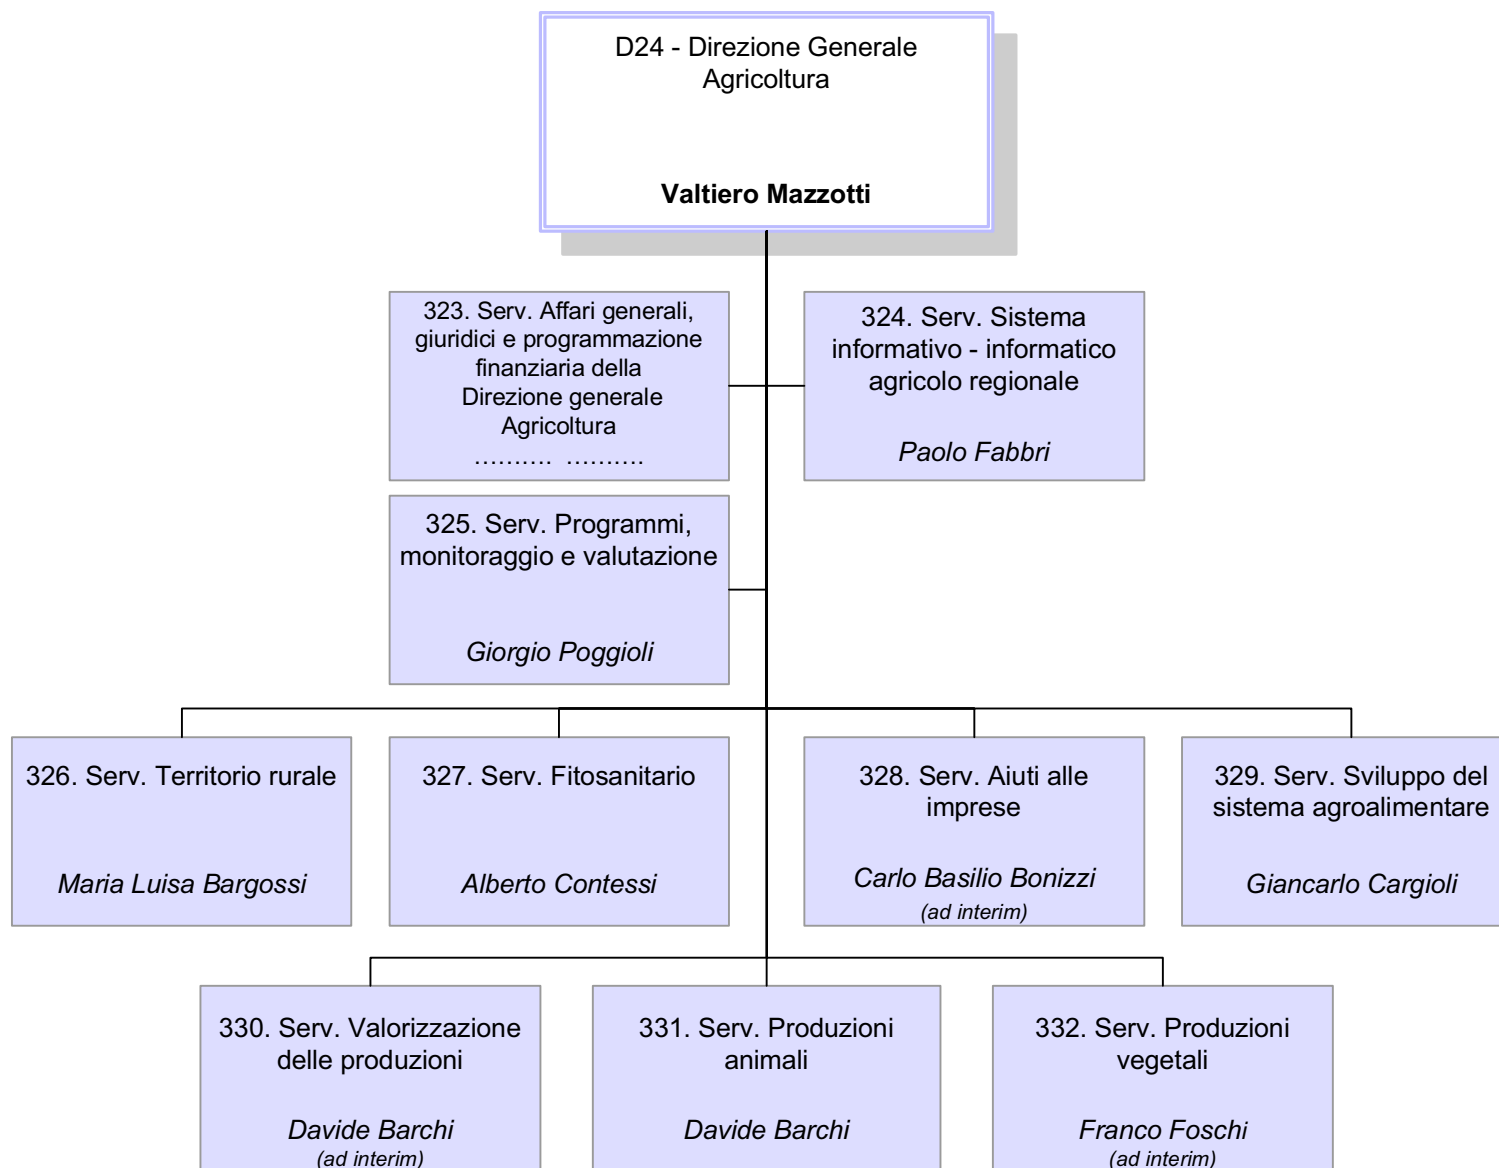 D24 - Direzione Generale
Agricoltura
Valtiero Mazzotti
323. Serv. Affari generali,
giuridici e programmazione
finanziaria della
Direzione generale
Agricoltura
.......... ..........
324. Serv. Sistema
informativo - informatico
agricolo regionale
Paolo Fabbri
325. Serv. Programmi,
monitoraggio e valutazione
Giorgio Poggioli
326. Serv. Territorio rurale
Maria Luisa Bargossi
327. Serv. Fitosanitario
Alberto Contessi
328. Serv. Aiuti alle
imprese
Carlo Basilio Bonizzi
(ad interim)
329. Serv. Sviluppo del
sistema agroalimentare
Giancarlo Cargioli
330. Serv. Valorizzazione
delle produzioni
Davide Barchi
(ad interim)
331. Serv. Produzioni
animali
Davide Barchi
332. Serv. Produzioni
vegetali
Franco Foschi
(ad interim)